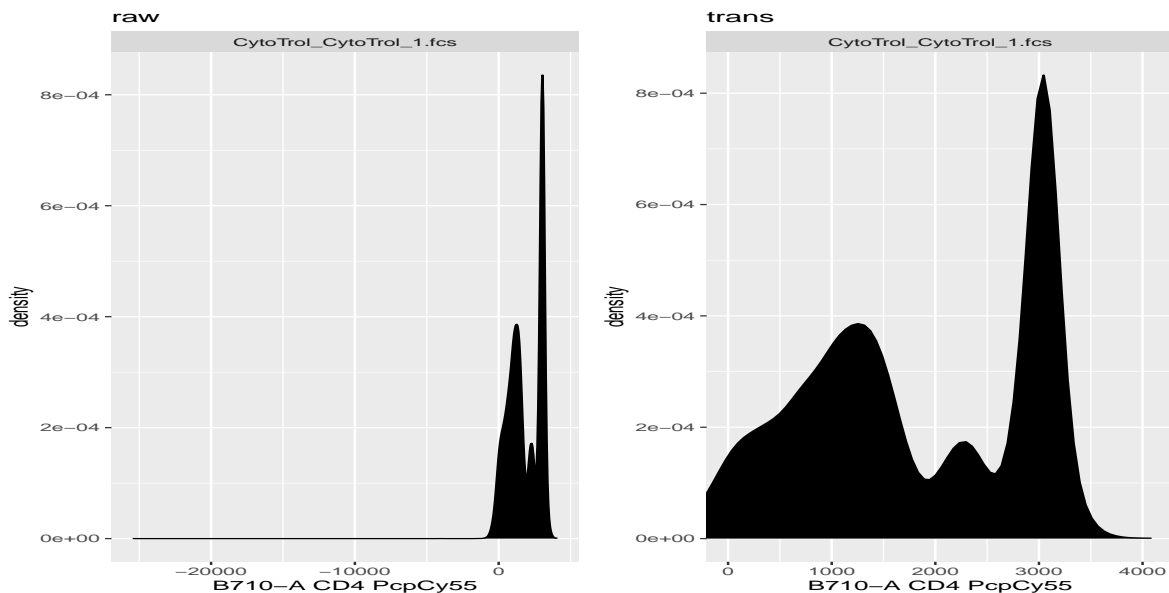 raw
CytoTrol_CytoTrol_1.fcs
8e−04
6e−04
4e−04
2e−04
0e+00
density
−20000 −10000 0
B710−A CD4 PcpCy55
trans
CytoTrol_CytoTrol_1.fcs
8e−04
6e−04
4e−04
2e−04
0e+00
density
0 1000 2000 3000 4000
B710−A CD4 PcpCy55